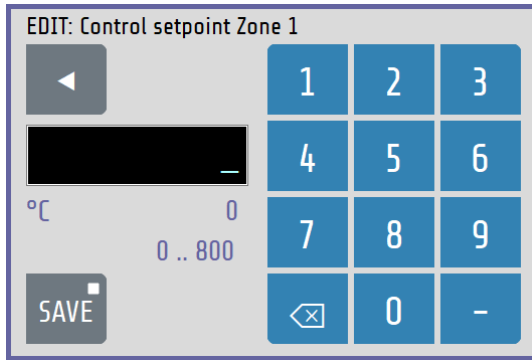 EDIT: Control setpoint Zone 1
◄
1 2 3
_
4 5 6
°C 0
7 8 9
0 .. 800
SAVE
0 -